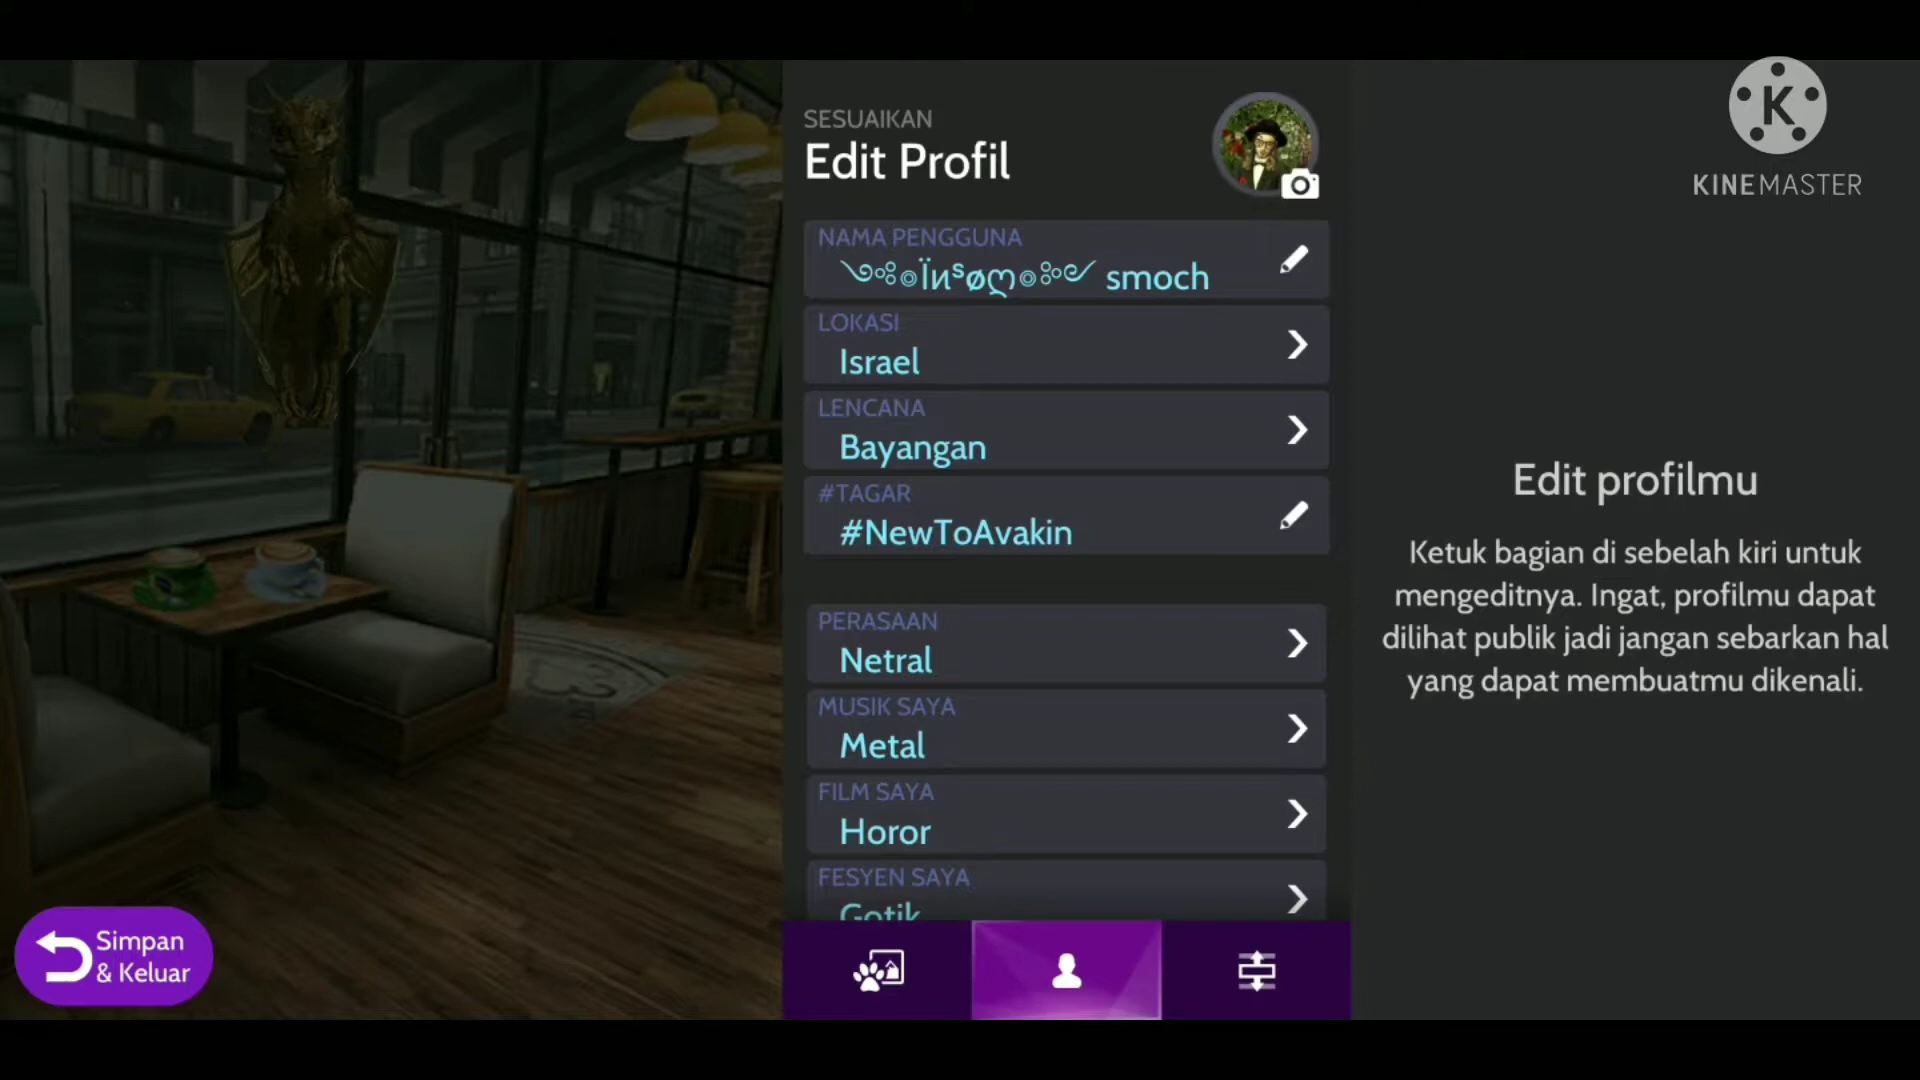 SESUAIKAN
Edit Profil
NAMA PENGGUNA
༄༻๏Ïиˢøღ๏༺࿐ smoch
LOKASI
Israel
LENCANA
Bayangan
#TAGAR
#NewToAvakin
PERASAAN
Netral
MUSIK SAYA
Metal
FILM SAYA
Horor
FESYEN SAYA
Gotik
Simpan
& Keluar
K
KINEMASTER
Edit profilmu
Ketuk bagian di sebelah kiri untuk
mengeditnya. Ingat, profilmu dapat
dilihat publik jadi jangan sebarkan hal
yang dapat membuatmu dikenali.